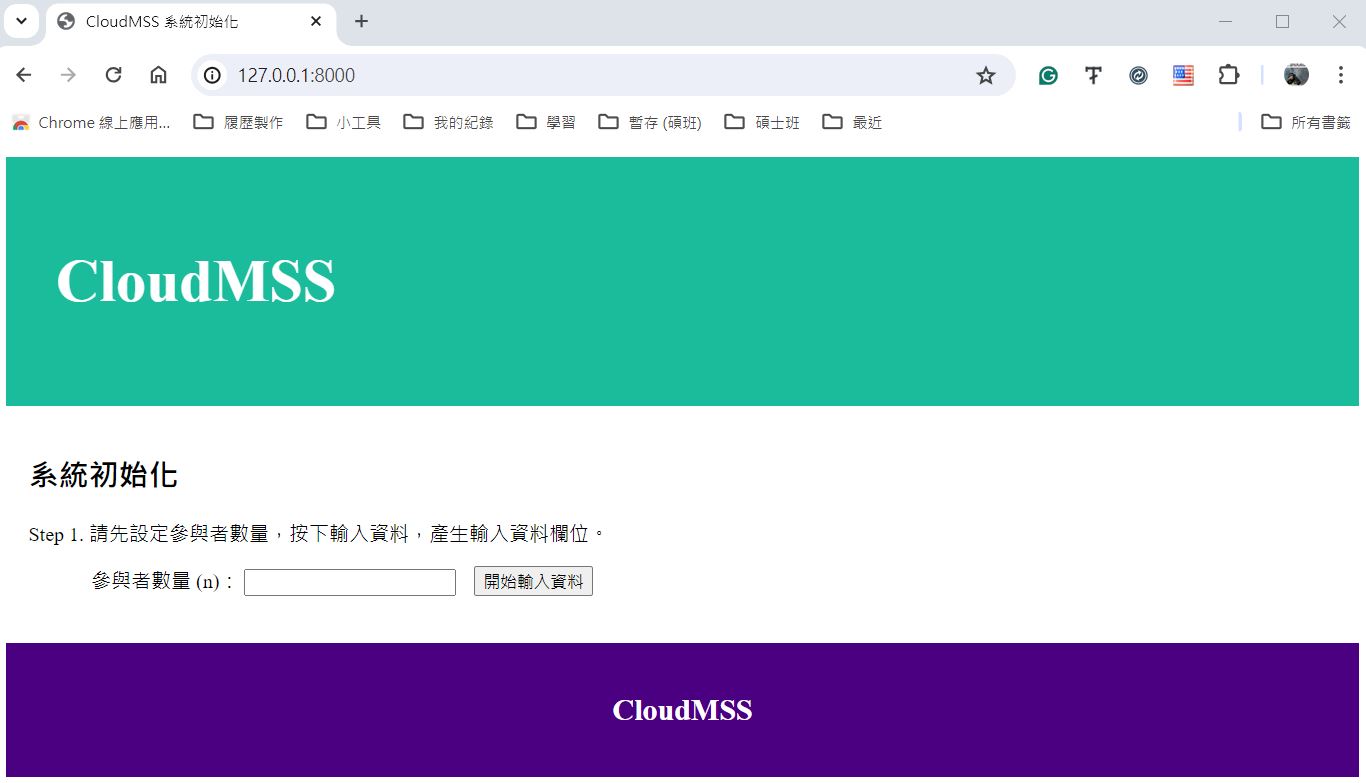 CloudMSS 系統初始化
127.0.0.1:8000
Chrome 線上應用... 履歷製作 小工具 我的紀錄 學習 暫存 (碩班) 碩士班 最近 所有書籤
CloudMSS
系統初始化
Step 1. 請先設定參與者數量，按下輸入資料，產生輸入資料欄位。
參與者數量 (n)： 開始輸入資料
CloudMSS